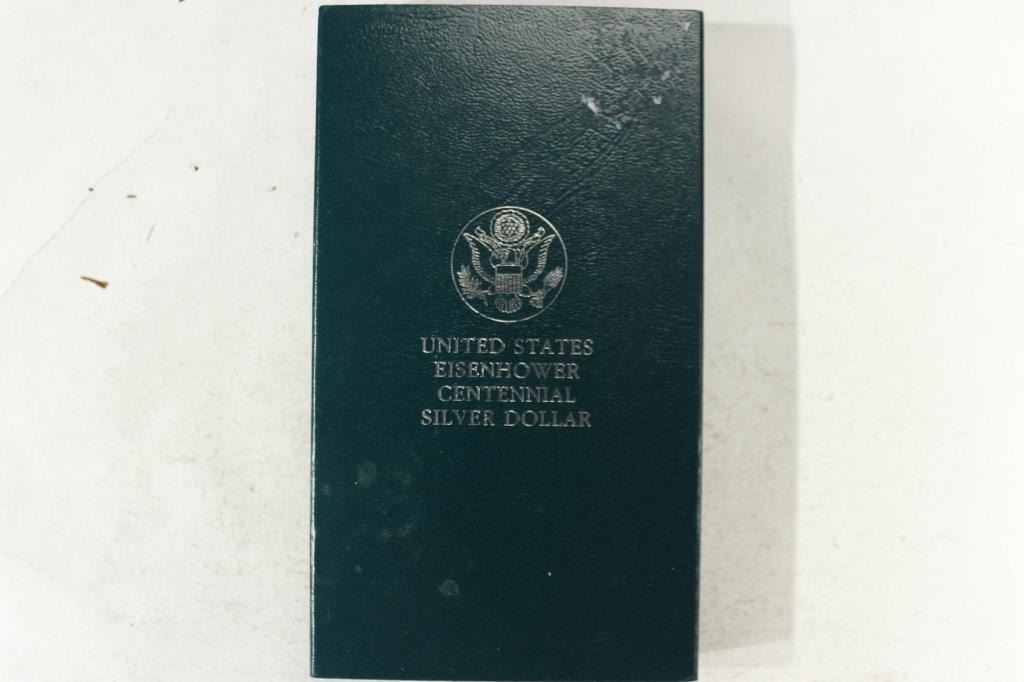 UNITED STATES
EISENHOWER
CENTENNIAL
SILVER DOLLAR